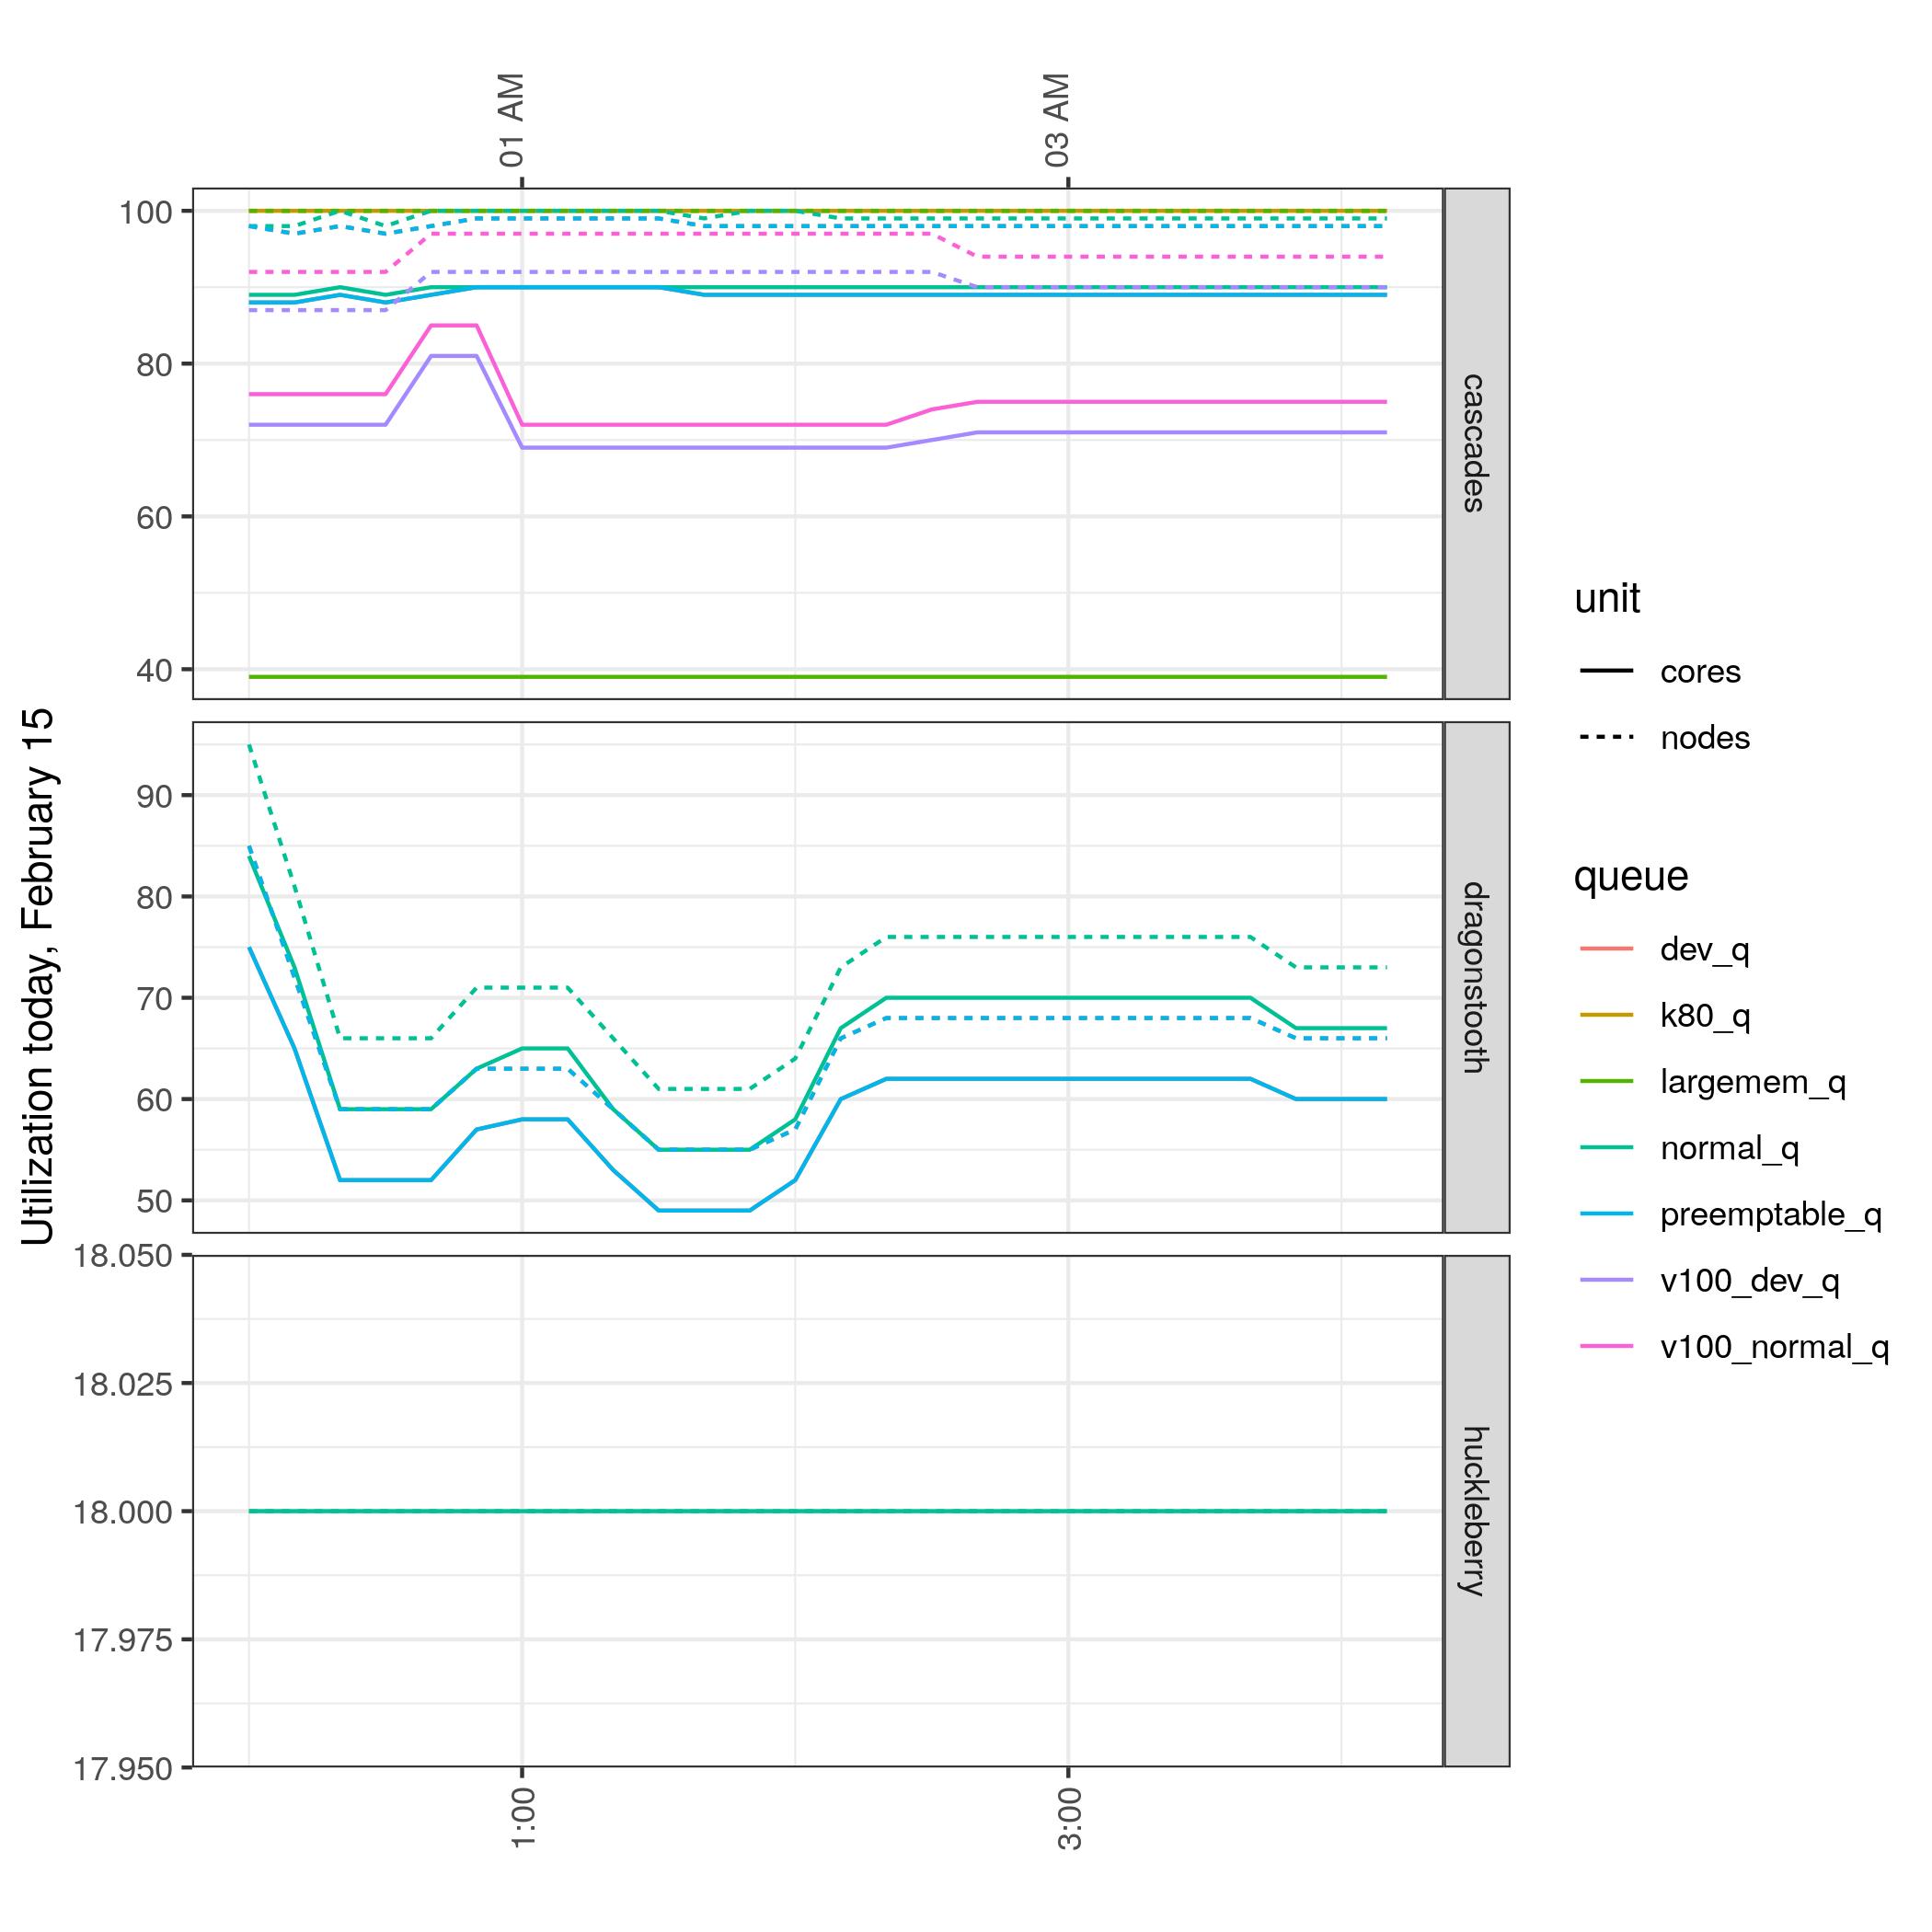 01 AM
03 AM
100
80
60
40
cascades
Utilization today, February 15
90
80
70
60
50
dragonstooth
18.050
18.025
18.000
17.975
17.950
huckleberry
1:00
3:00
unit
cores
nodes
queue
dev_q
k80_q
largemem_q
normal_q
preemptable_q
v100_dev_q
v100_normal_q